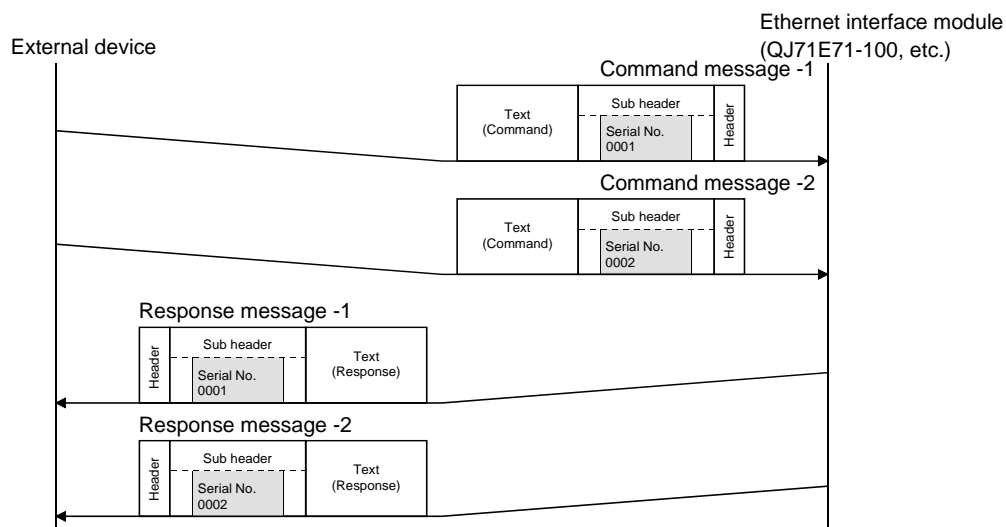 External device
Ethernet interface module
(QJ71E71-100, etc.)
Command message -1
Text
(Command)
Sub header
Serial No.
0001
Header
Command message -2
Text
(Command)
Sub header
Serial No.
0002
Header
Response message -1
Header
Sub header
Serial No.
0001
Text
(Response)
Response message -2
Header
Sub header
Serial No.
0002
Text
(Response)